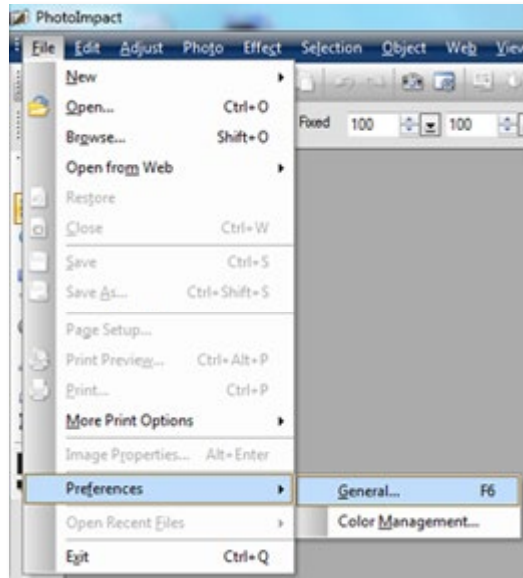 PhotoImpact
File Edit Adjust Photo Effect Selection Object Web View
New
Open... Ctrl+O
Browse... Shift+O
Fixed 100 100
Open from Web
Restore
Close Ctrl+W
Save Ctrl+S
Save As... Ctrl+Shift+S
Page Setup...
Print Preview... Ctrl+Alt+P
Print... Ctrl+P
More Print Options
Image Properties... Alt+Enter
Preferences General... F6
Open Recent Files Color Management...
Exit Ctrl+Q